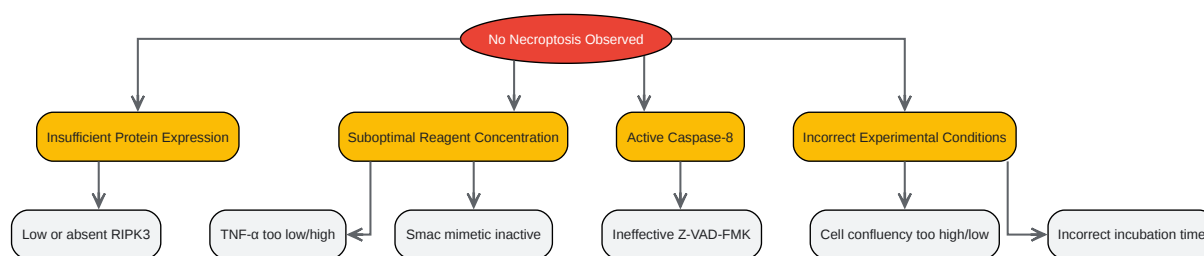 No Necroptosis Observed
Insufficient Protein Expression
Suboptimal Reagent Concentration
Active Caspase-8
Incorrect Experimental Conditions
Low or absent RIPK3
TNF-α too low/high
Smac mimetic inactive
Ineffective Z-VAD-FMK
Cell confluency too high/low
Incorrect incubation time